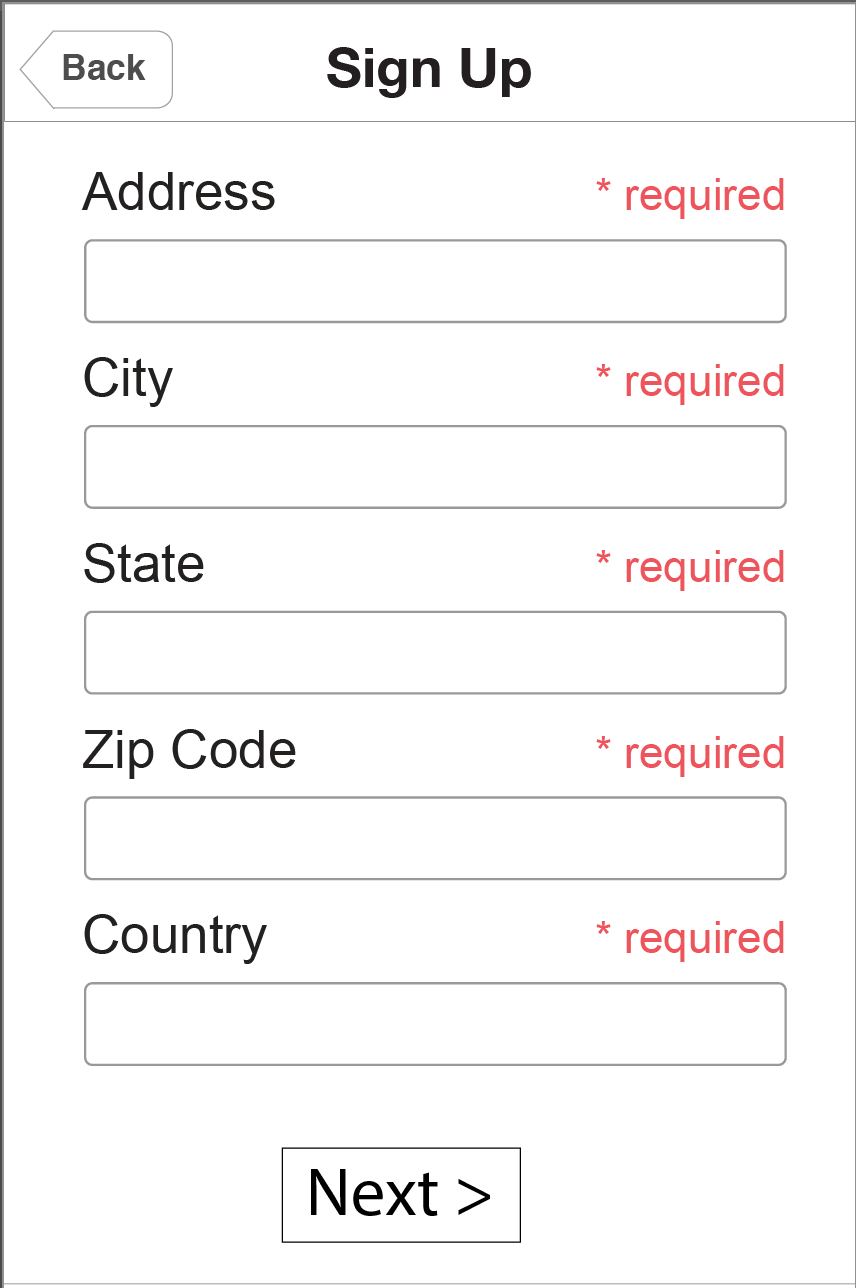 Back Sign Up
Address * required
City * required
State * required
Zip Code * required
Country * required
Next >